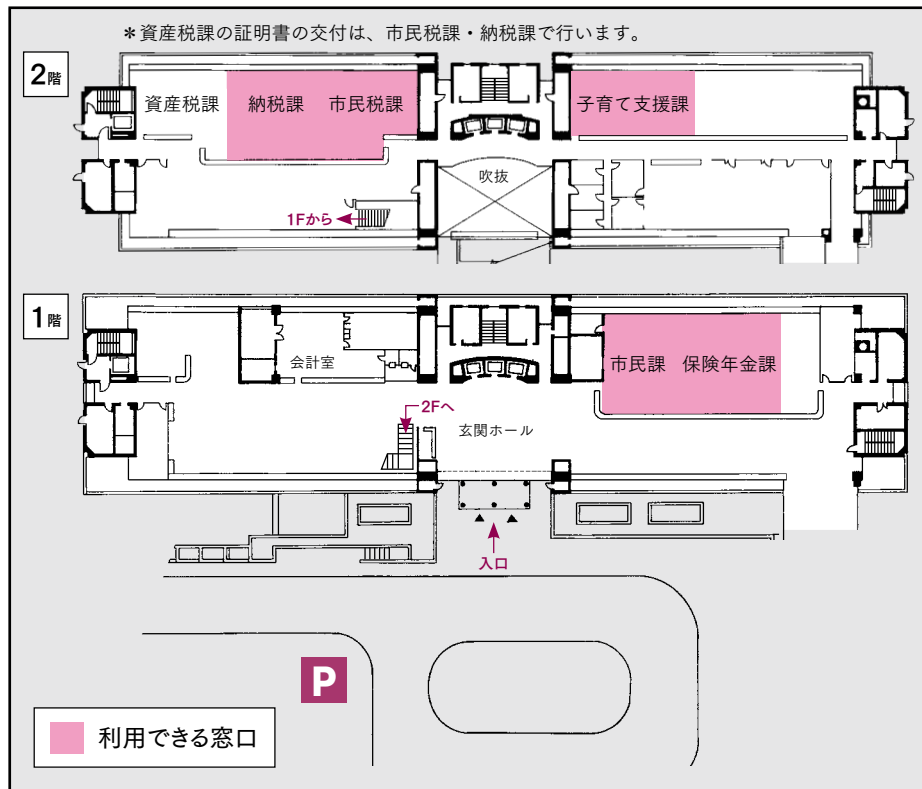 ＊資産税課の証明書の交付は、市民税課・納税課で行います。
2階
資産税課 納税課 市民税課 子育て支援課
吹抜
1Fから
1階
会計室
市民課 保険年金課
2Fへ
玄関ホール
入口
P
利用できる窓口